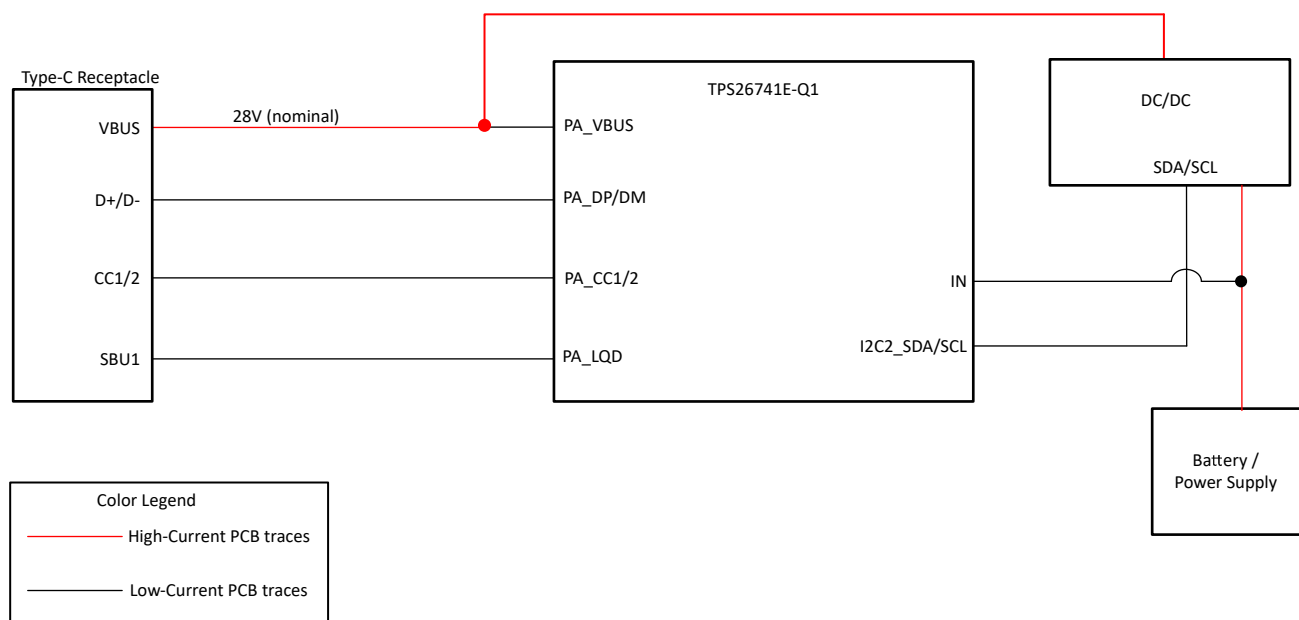 Type-C Receptacle
TPS26741E-Q1
DC/DC
28V (nominal)
VBUS
PA_VBUS
SDA/SCL
D+/D-
PA_DP/DM
CC1/2
PA_CC1/2
IN
SBU1
PA_LQD
I2C2_SDA/SCL
Battery /
Power Supply
Color Legend
High-Current PCB traces
Low-Current PCB traces